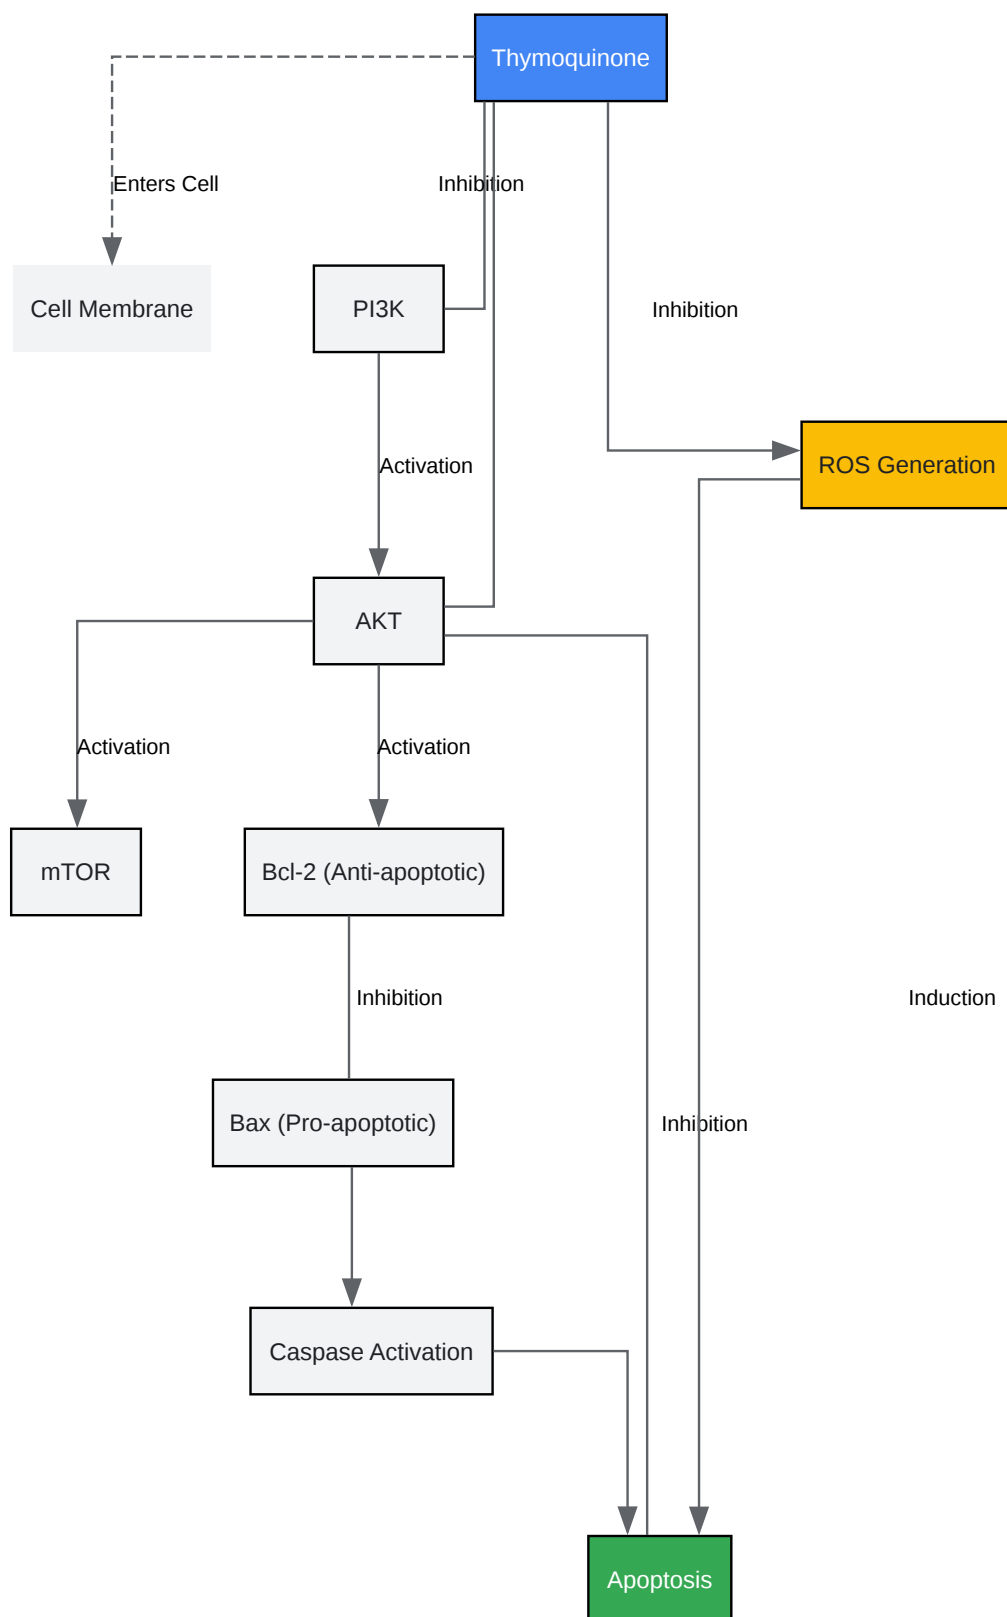 Thymoquinone
Enters Cell
Inhibition
Cell Membrane
PI3K
Inhibition
Activation
ROS Generation
AKT
Activation
Activation
mTOR
Bcl-2 (Anti-apoptotic)
Inhibition
Induction
Bax (Pro-apoptotic)
Inhibition
Caspase Activation
Apoptosis